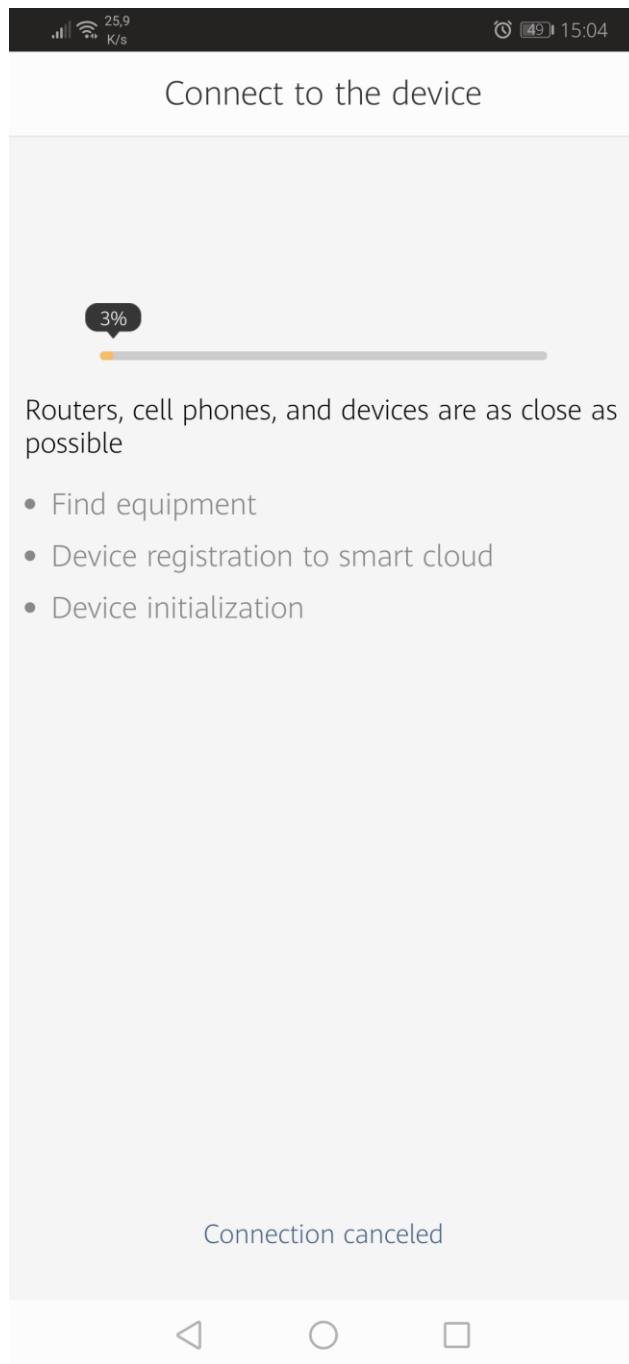 25,9
K/s
49 15:04
Connect to the device
3%
Routers, cell phones, and devices are as close as
possible
• Find equipment
• Device registration to smart cloud
• Device initialization
Connection canceled